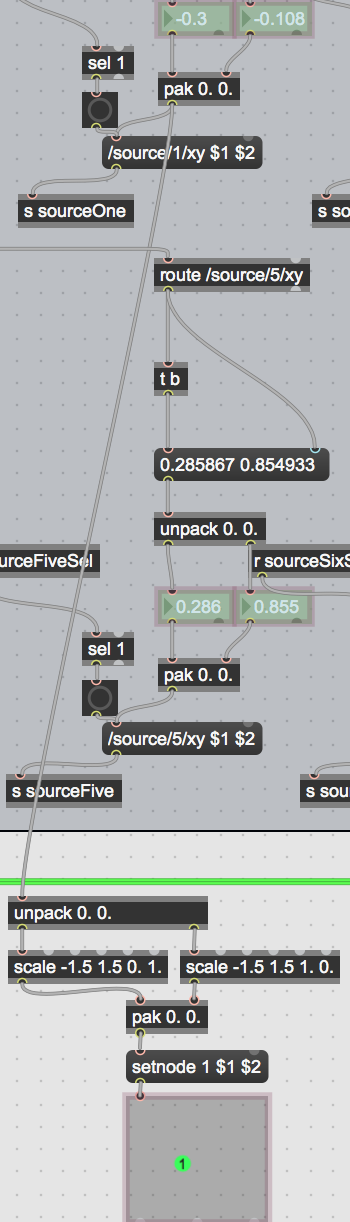 -0.3 -0.108
sel 1
pak 0. 0.
/source/1/xy $1 $2
s sourceOne
s so
route /source/5/xy
t b
0.285867 0.854933
unpack 0. 0.
urceFiveSel
r sourceSixS
0.286 0.855
sel 1
pak 0. 0.
/source/5/xy $1 $2
s sourceFive
s sou
unpack 0. 0.
scale -1.5 1.5 0. 1.
scale -1.5 1.5 1. 0.
pak 0. 0.
setnode 1 $1 $2
1